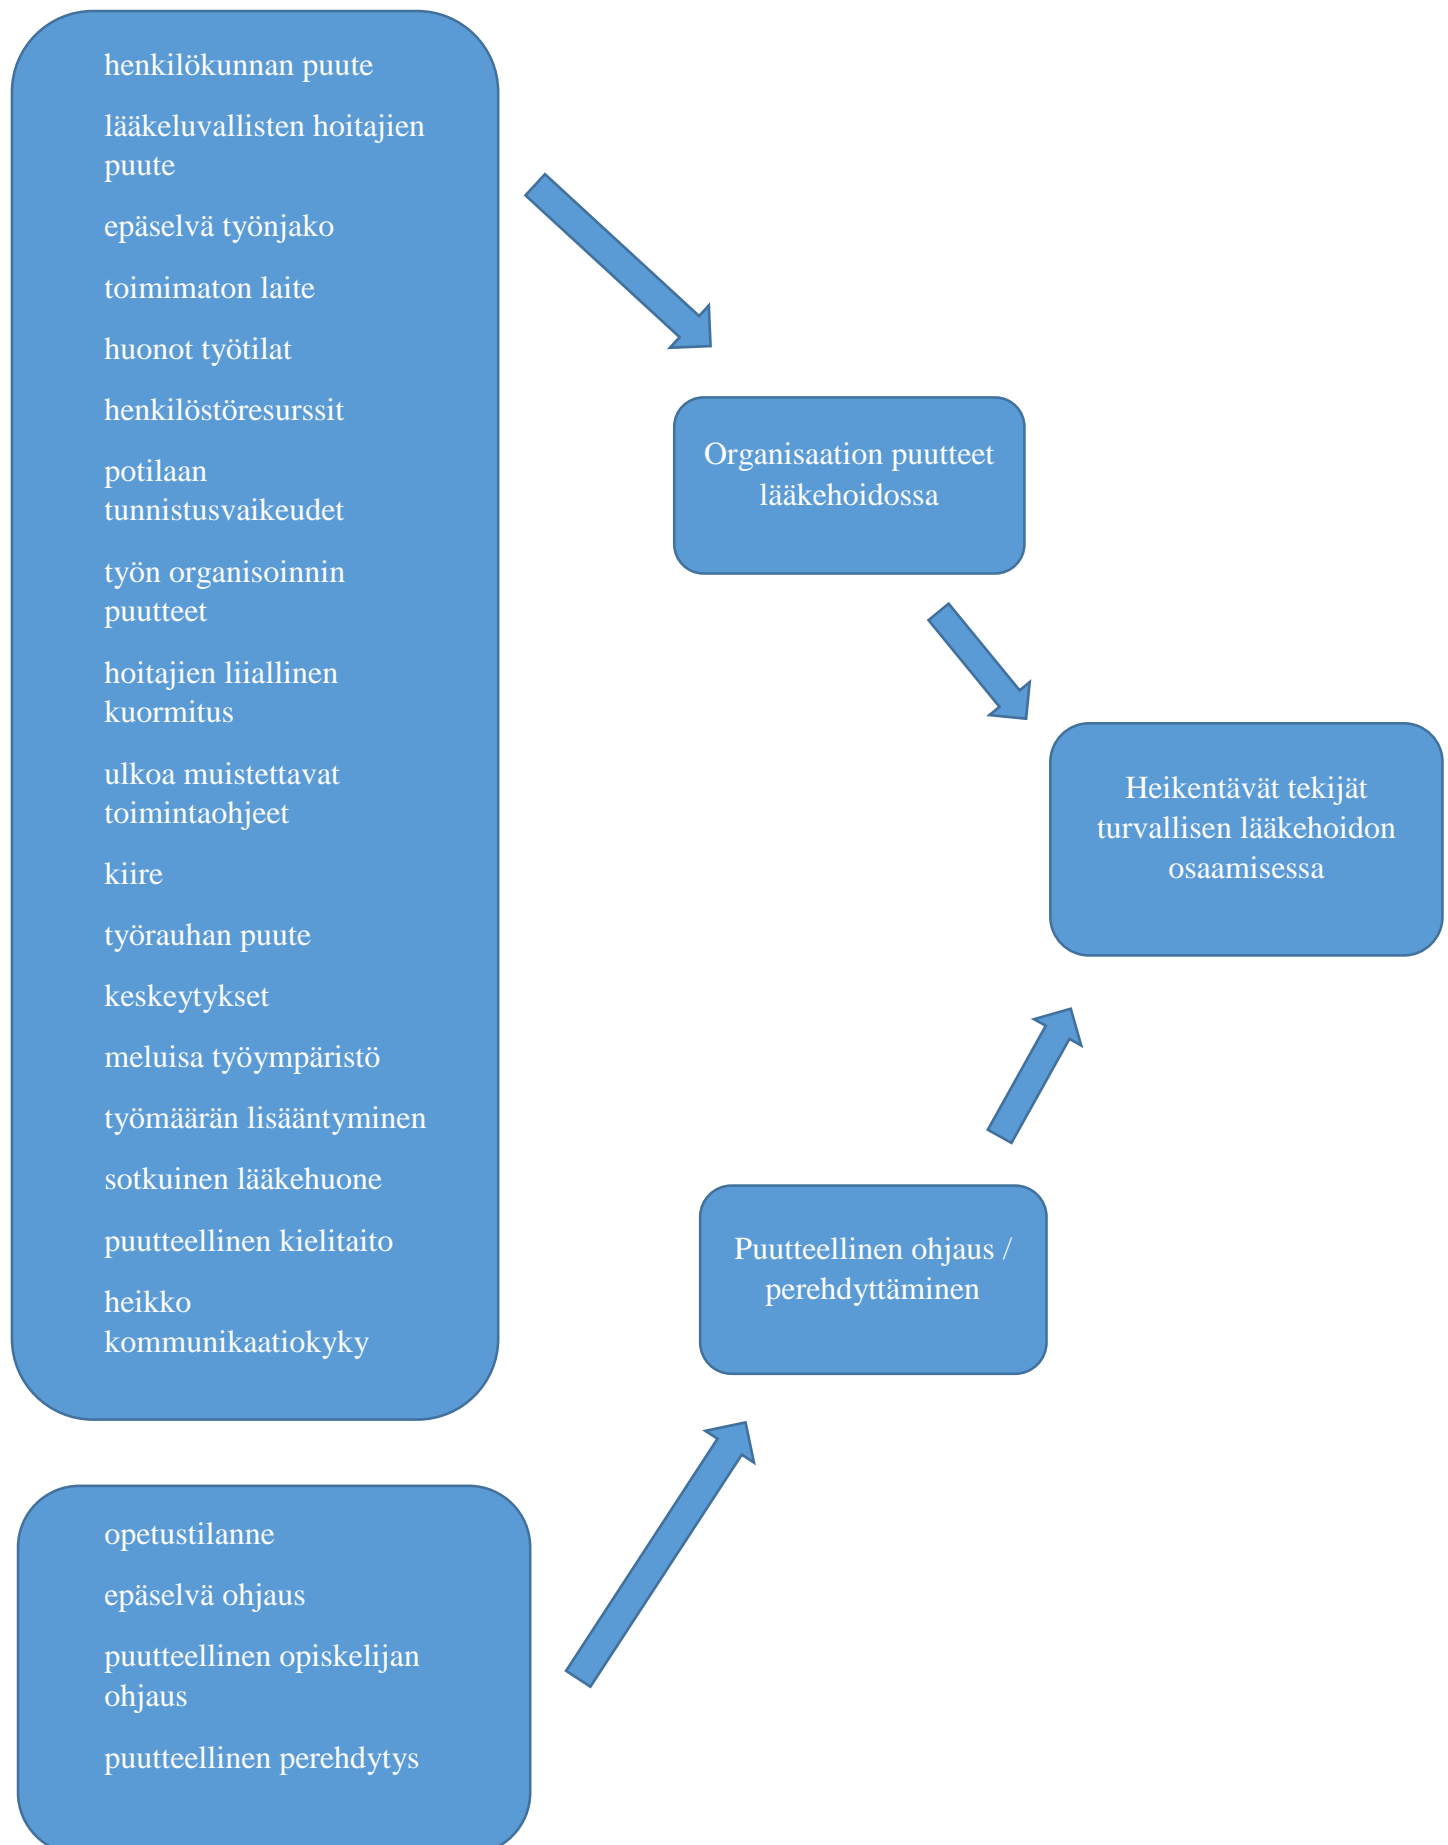 henkilökunnan puute
lääkeluvallisten hoitajien
puute
epäselvä työnjako
toimimaton laite
huonot työtilat
henkilöstöresurssit
potilaan
tunnistusvaikeudet
työn organisoinnin
puutteet
hoitajien liiallinen
kuormitus
ulkoa muistettavat
toimintaohjeet
kiire
työrauhan puute
keskeytykset
meluisa työympäristö
työmäärän lisääntyminen
sotkuinen lääkehuone
puutteellinen kielitaito
heikko
kommunikaatiokyky
opetustilanne
epäselvä ohjaus
puutteellinen opiskelijan
ohjaus
puutteellinen perehdytys
Organisaation puutteet
lääkehoidossa
Puutteellinen ohjaus /
perehdyttäminen
Heikentävät tekijät
turvallisen lääkehoidon
osaamisessa